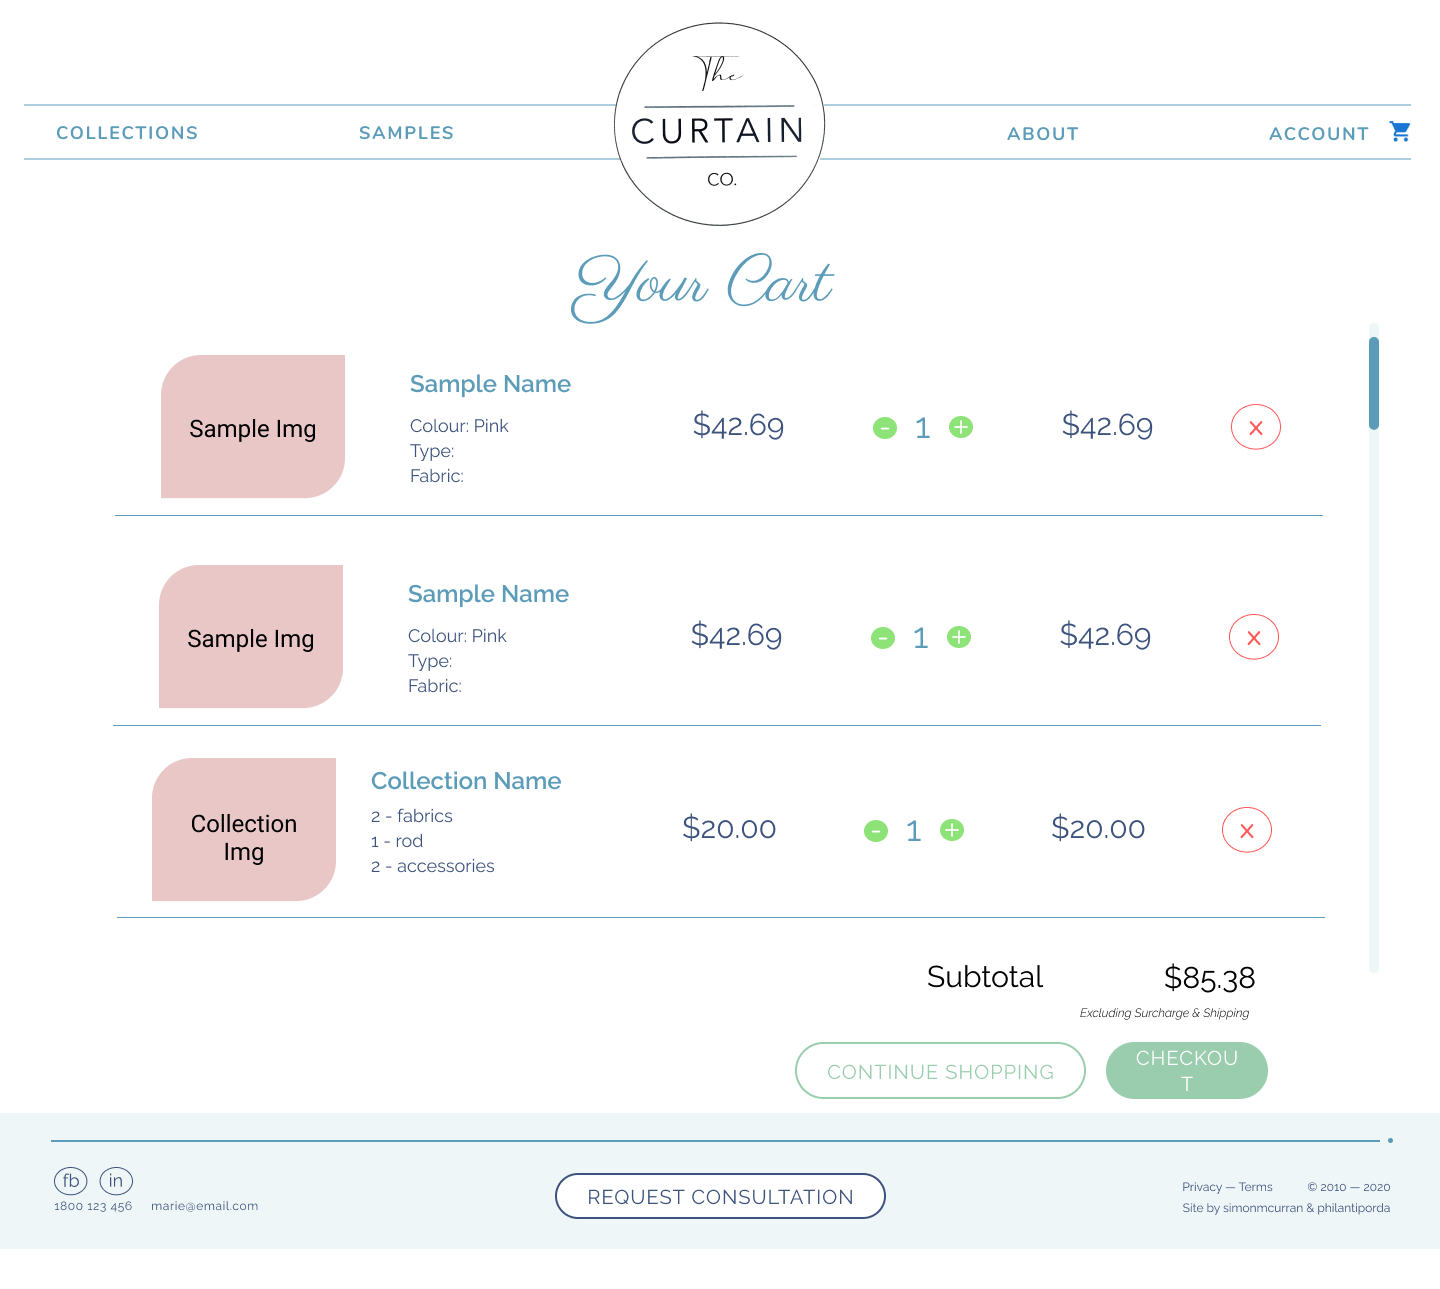 The
CURTAIN
CO.
COLLECTIONS
SAMPLES
ABOUT
ACCOUNT
Your Cart
Sample Img
Sample Name
Colour: Pink
Type:
Fabric:
$42.69
- 1 +
$42.69
x
Sample Img
Sample Name
Colour: Pink
Type:
Fabric:
$42.69
- 1 +
$42.69
x
Collection
Img
Collection Name
2 - fabrics
1 - rod
2 - accessories
$20.00
- 1 +
$20.00
x
Subtotal $85.38
Excluding Surcharge & Shipping
CONTINUE SHOPPING
CHECKOU
T
fb in
1800 123 456 marie@email.com
REQUEST CONSULTATION
Privacy — Terms © 2010 — 2020
Site by simonmcurran & philantiporda